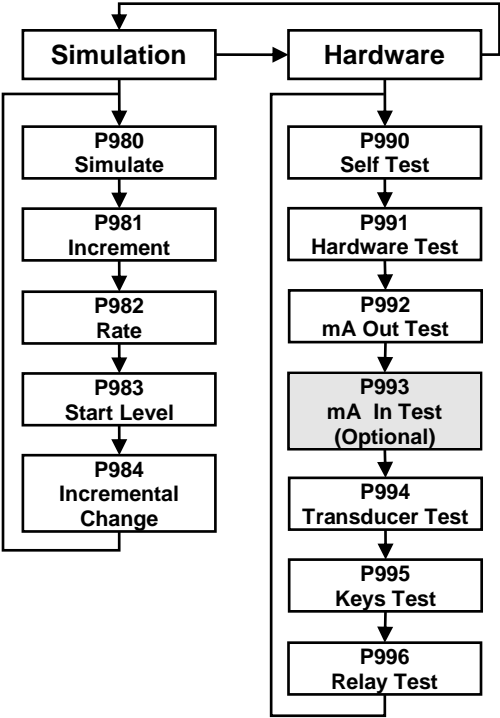 Simulation
Hardware
P980
Simulate
P981
Increment
P982
Rate
P983
Start Level
P984
Incremental
Change
P990
Self Test
P991
Hardware Test
P992
mA Out Test
P993
mA In Test
(Optional)
P994
Transducer Test
P995
Keys Test
P996
Relay Test